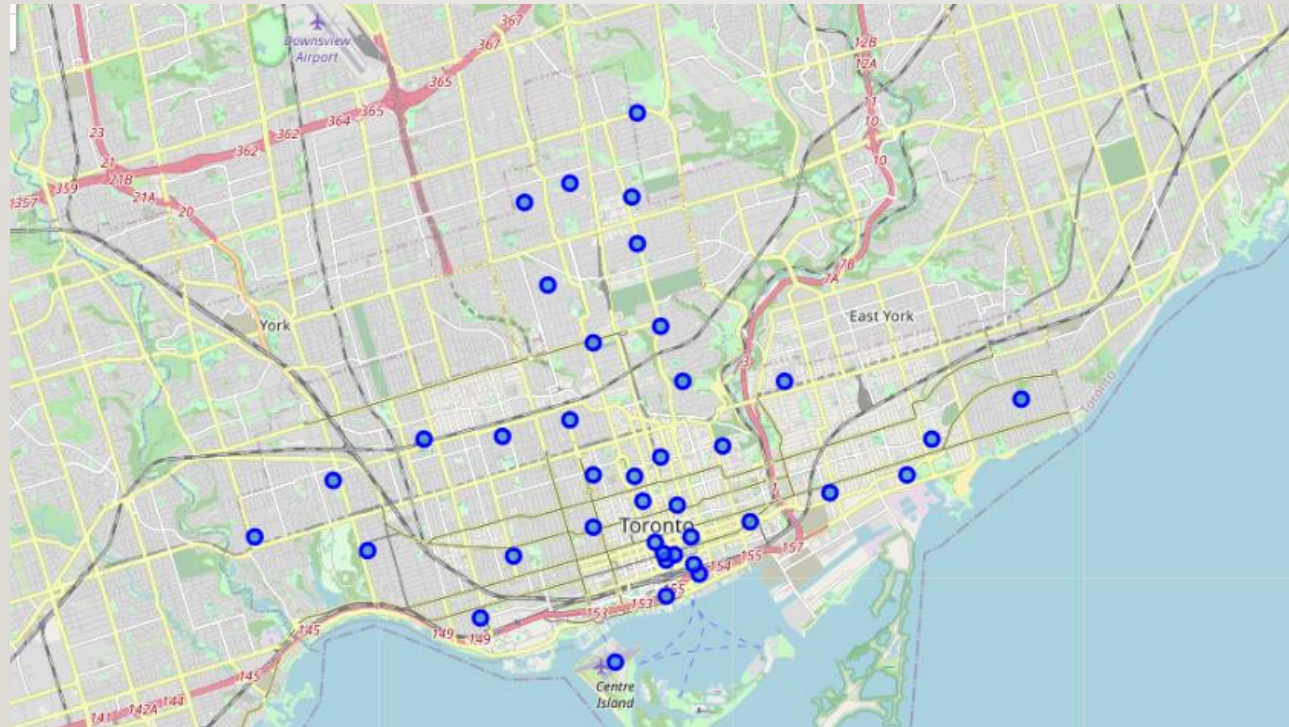 367
12B
Downsview
Airport
367
12A
365
11
365
23
364
10
362
362
10
21
21B
359
21A
20
357
7B
7A
York
East York
3
Toronto
1
Toronto
157
155
154
155
153
153
145
149
149
145
Centre
Island
144
142A
141